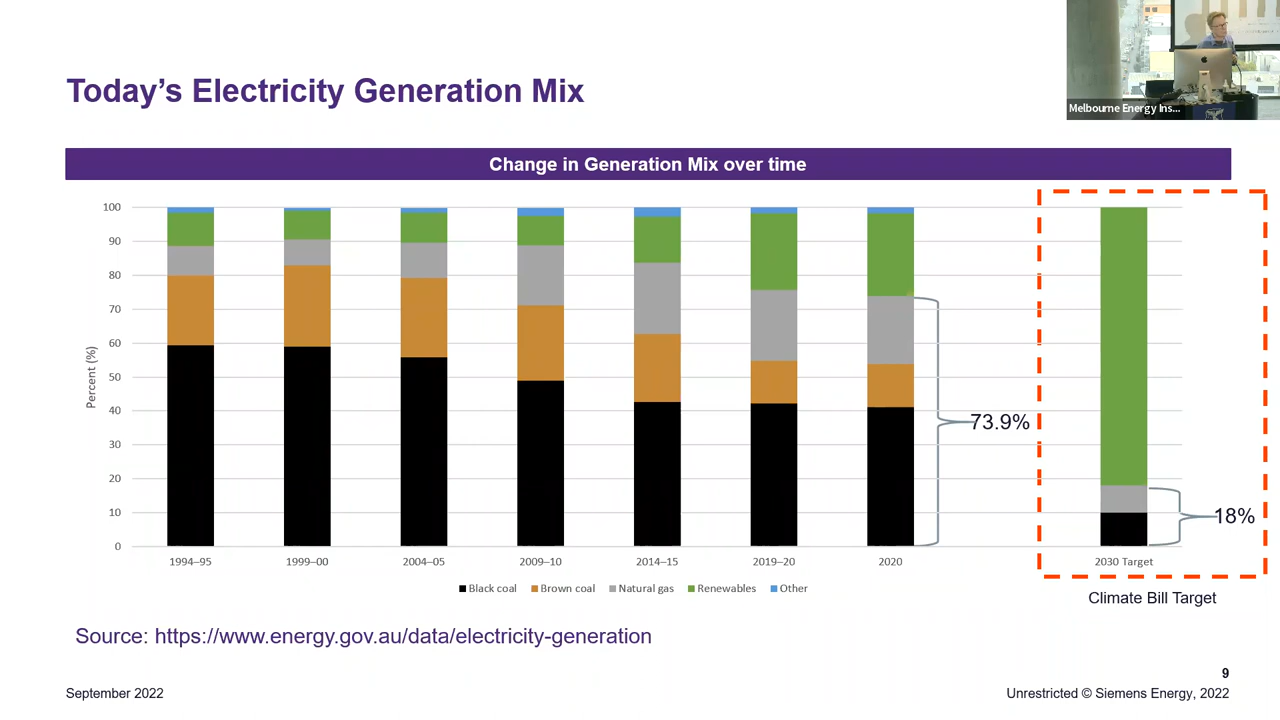 Today’s Electricity Generation Mix
Melbourne Energy Ins...
Change in Generation Mix over time
100
90
80
70
60
50
40
30
20
10
0
Percent (%)
73.9%
18%
1994–95
1999–00
2004–05
2009–10
2014–15
2019–20
2020
2030 Target
Black coal
Brown coal
Natural gas
Renewables
Other
Climate Bill Target
Source: https://www.energy.gov.au/data/electricity-generation
9
September 2022
Unrestricted © Siemens Energy, 2022